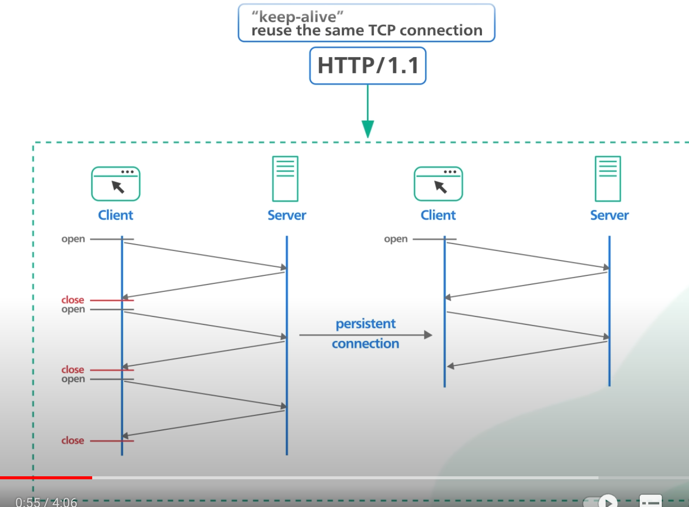 "keep-alive"
reuse the same TCP connection
HTTP/1.1
Client
Server
Client
Server
open
close
open
close
open
close
persistent
connection
open
0:55 / 4:06